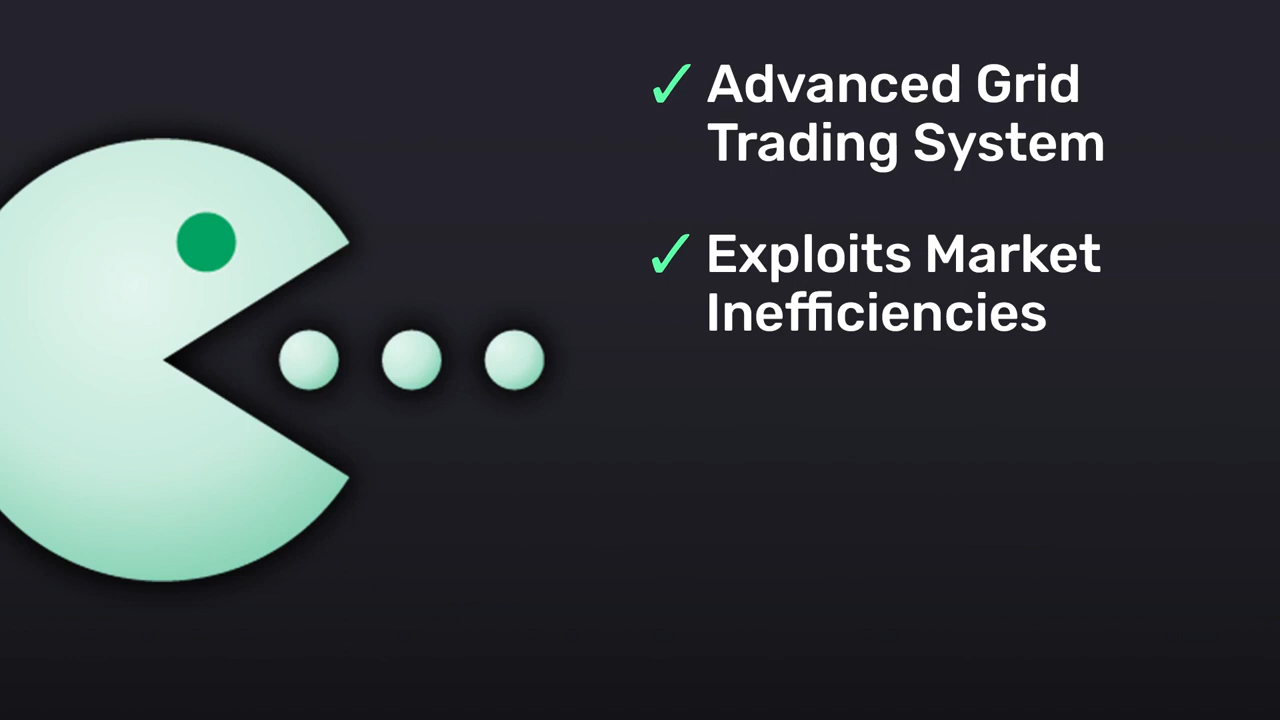 ✓ Advanced Grid
Trading System
✓ Exploits Market
Inefficiencies